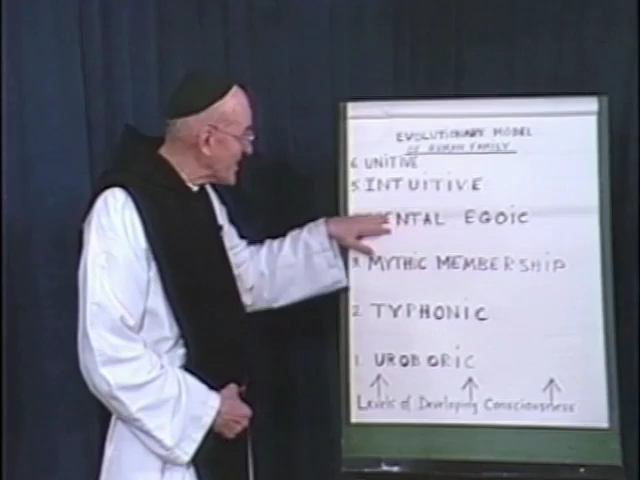 EVOLUTIONARY MODEL
OF HUMAN FAMILY
6. UNITIVE
5. INTUITIVE
ENTAL EGOIC
3. MYTHIC MEMBERSHIP
2. TYPHONIC
1. UROBORIC
Levels of Developing Consciousness